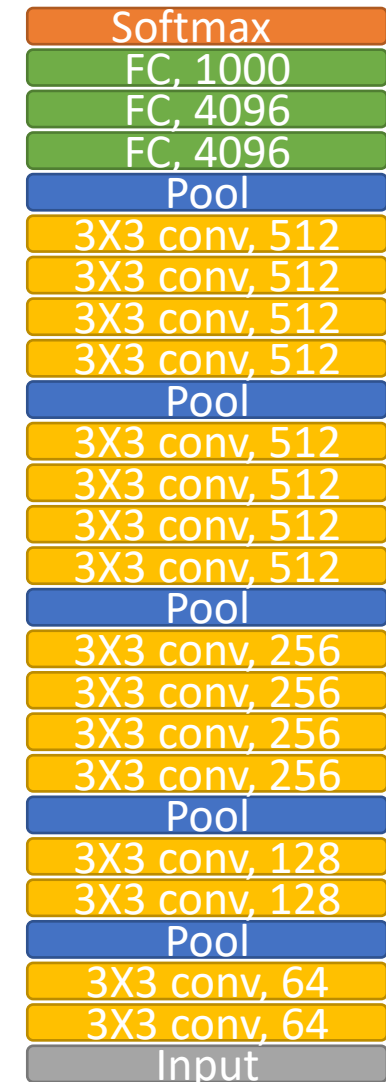 Softmax
FC, 1000
FC, 4096
FC, 4096
Pool
3X3 conv, 512
3X3 conv, 512
3X3 conv, 512
3X3 conv, 512
Pool
3X3 conv, 512
3X3 conv, 512
3X3 conv, 512
3X3 conv, 512
Pool
3X3 conv, 256
3X3 conv, 256
3X3 conv, 256
3X3 conv, 256
Pool
3X3 conv, 128
3X3 conv, 128
Pool
3X3 conv, 64
3X3 conv, 64
Input